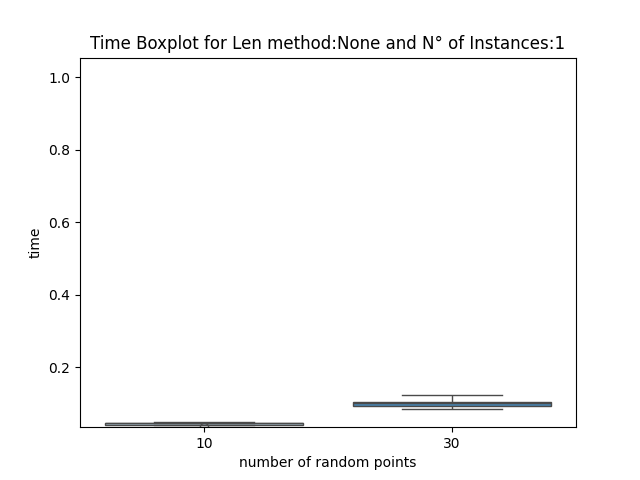 Time Boxplot for Len method:None and N° of Instances:1
1.0
0.8
0.6
0.4
0.2
time
10
30
number of random points